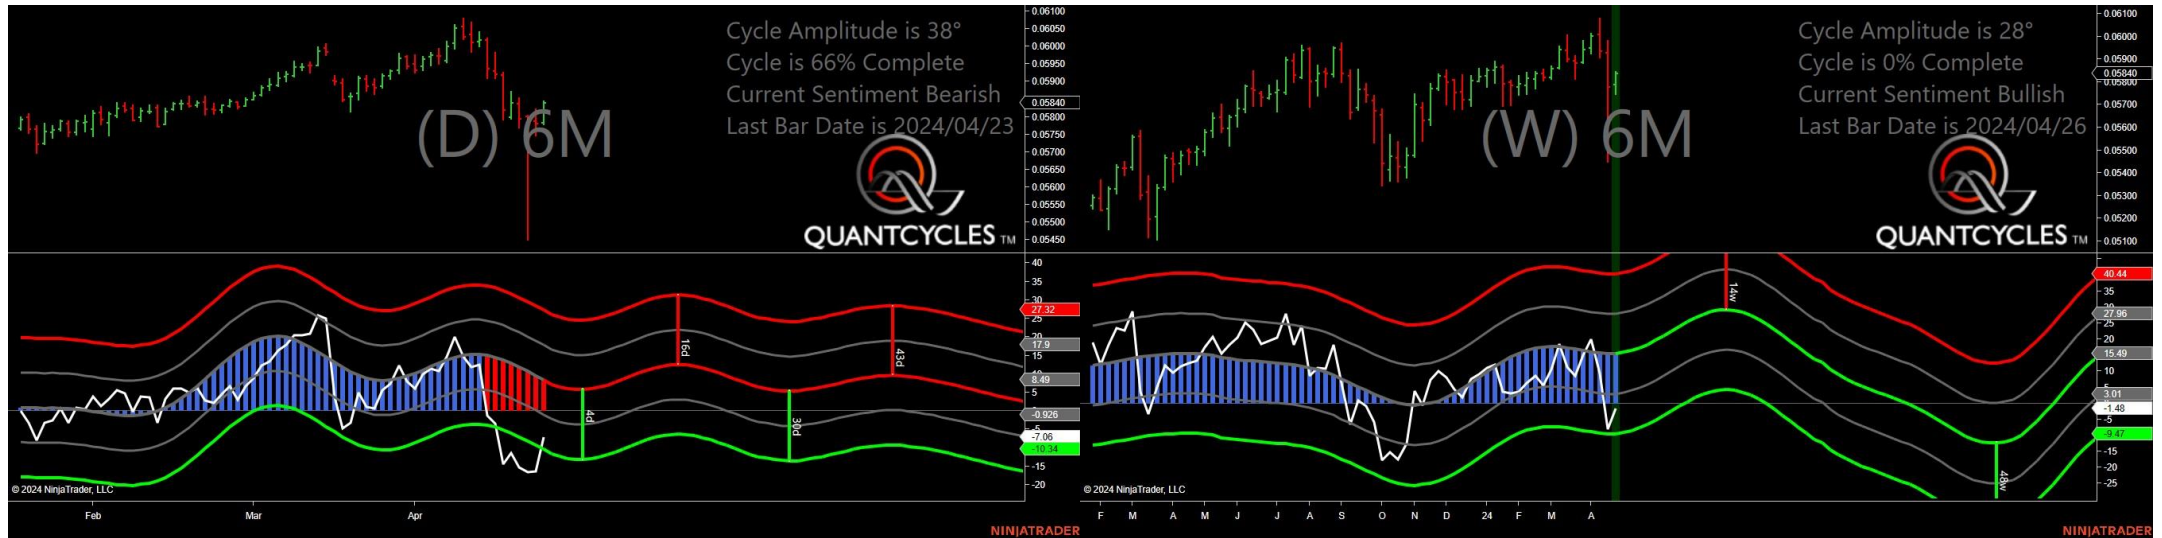 Cycle Amplitude is 38°
Cycle is 66% Complete
Current Sentiment Bearish
Last Bar Date is 2024/04/23
(D) 6M
QUANTCYCLES TM
0.06100
0.06050
0.06000
0.05950
0.05900
0.05840
0.05800
0.05750
0.05700
0.05650
0.05600
0.05550
0.05500
0.05450
40
35
30
27.32
25
20
17.9
15
8.49
5
-0.926
-5
-7.06
-10.34
-15
-20
4d
16d
30d
43d
© 2024 NinjaTrader, LLC
Feb Mar Apr
NINJATRADER
Cycle Amplitude is 28°
Cycle is 0% Complete
Current Sentiment Bullish
Last Bar Date is 2024/04/26
(W) 6M
QUANTCYCLES TM
0.06100
0.06000
0.05900
0.05840
0.05800
0.05700
0.05600
0.05500
0.05400
0.05300
0.05200
0.05100
40.44
35
30
27.96
25
20
15.49
10
5
3.01
-1.48
-5
-9.47
-15
-20
-25
14w
48w
© 2024 NinjaTrader, LLC
F M A M J J A S O N D 24 F M A
NINJATRADER